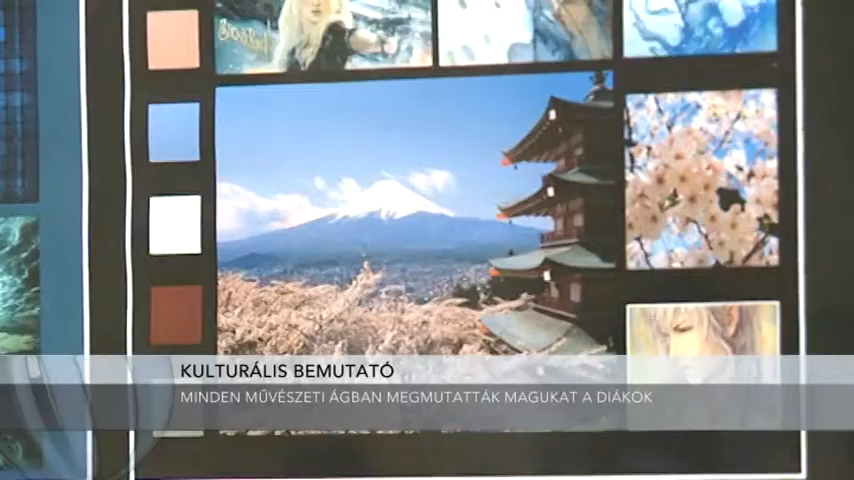 KULTURÁLIS BEMUTATÓ
MINDEN MŰVÉSZETI ÁGBAN MEGMUTATTÁK MAGUKAT A DIÁKOK